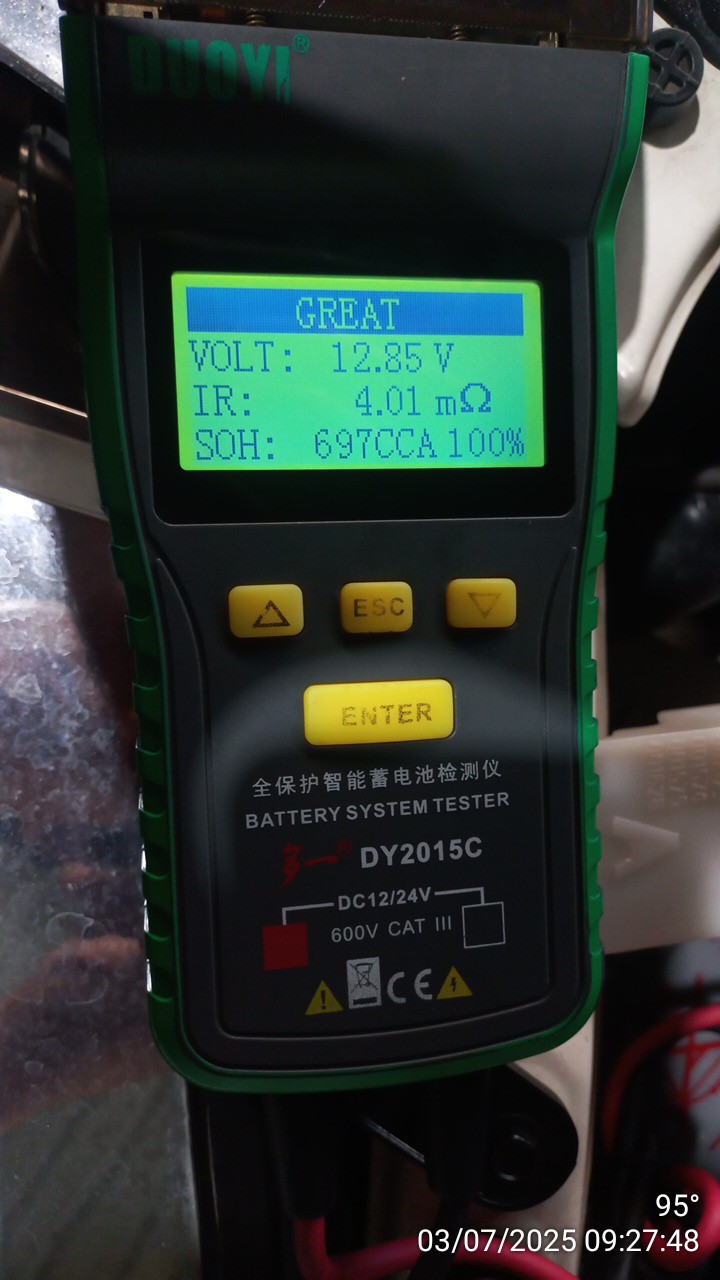 DUOYI®
GREAT
VOLT: 12.85 V
IR: 4.01 mΩ
SOH: 697CCA 100%
ESC
ENTER
全保护智能蓄电池检测仪
BATTERY SYSTEM TESTER
多一® DY2015C
DC12/24V
600V CAT III
CE
95°
03/07/2025 09:27:48